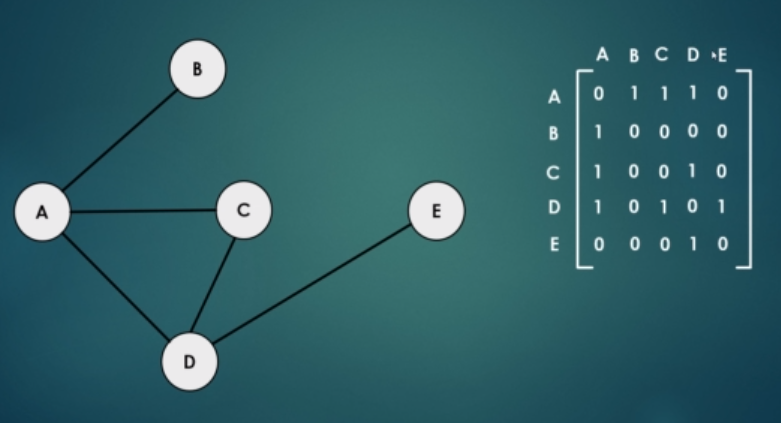 B
A
C
E
D
A B C D E
A 0 1 1 1 0
B 1 0 0 0 0
C 1 0 0 1 0
D 1 0 1 0 1
E 0 0 0 1 0